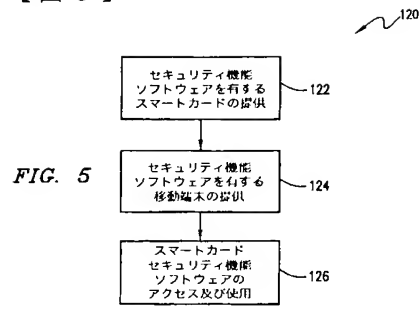 120
セキュリティ機能
ソフトウェアを有する
スマートカードの提供
122
FIG. 5
セキュリティ機能
ソフトウェアを有する
移動端末の提供
124
スマートカード
セキュリティ機能
ソフトウェアの
アクセス及び使用
126